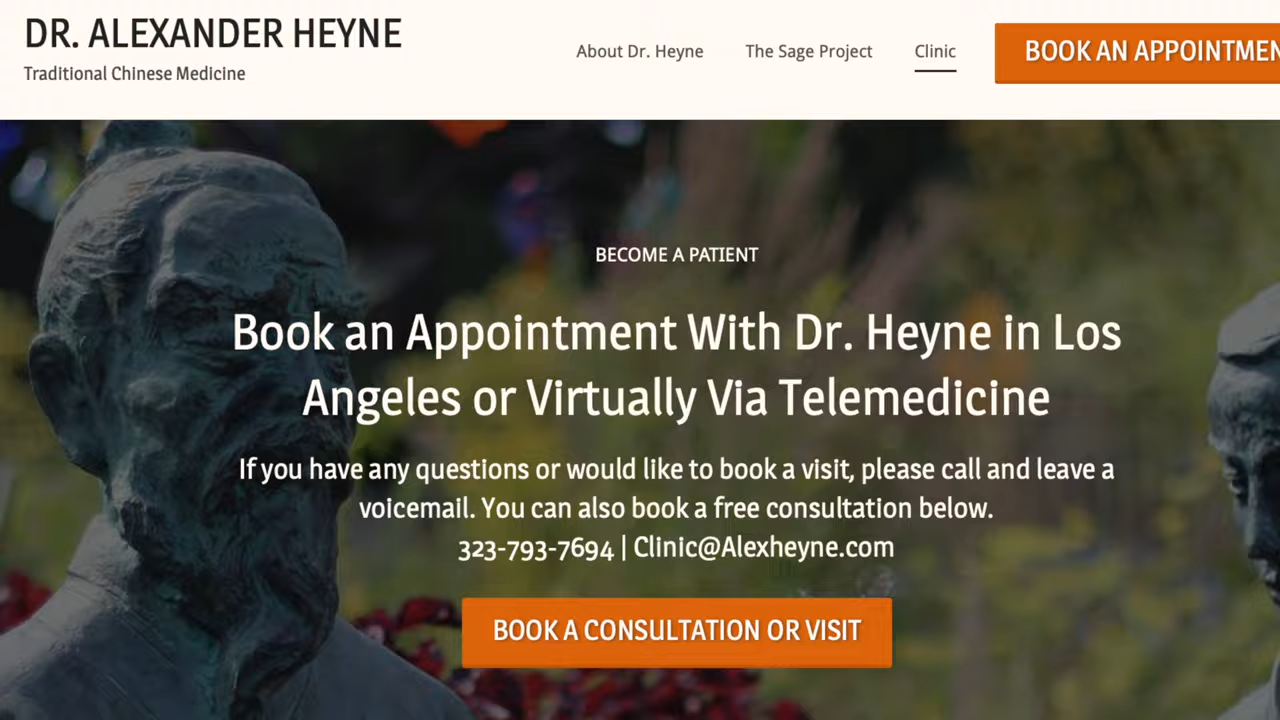 DR. ALEXANDER HEYNE
Traditional Chinese Medicine
About Dr. Heyne
The Sage Project
Clinic
BOOK AN APPOINTMEN
BECOME A PATIENT
Book an Appointment With Dr. Heyne in Los
Angeles or Virtually Via Telemedicine
If you have any questions or would like to book a visit, please call and leave a
voicemail. You can also book a free consultation below.
323-793-7694 | Clinic@Alexheyne.com
BOOK A CONSULTATION OR VISIT